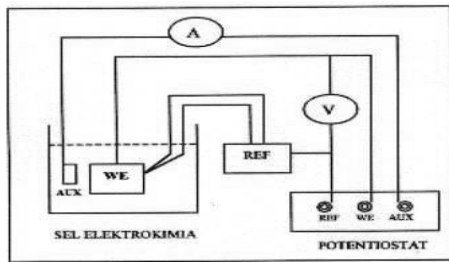 A
V
REF
WE
AUX
REF WE AUX
SEL ELEKTROKIMIA
POTENTIOSTAT